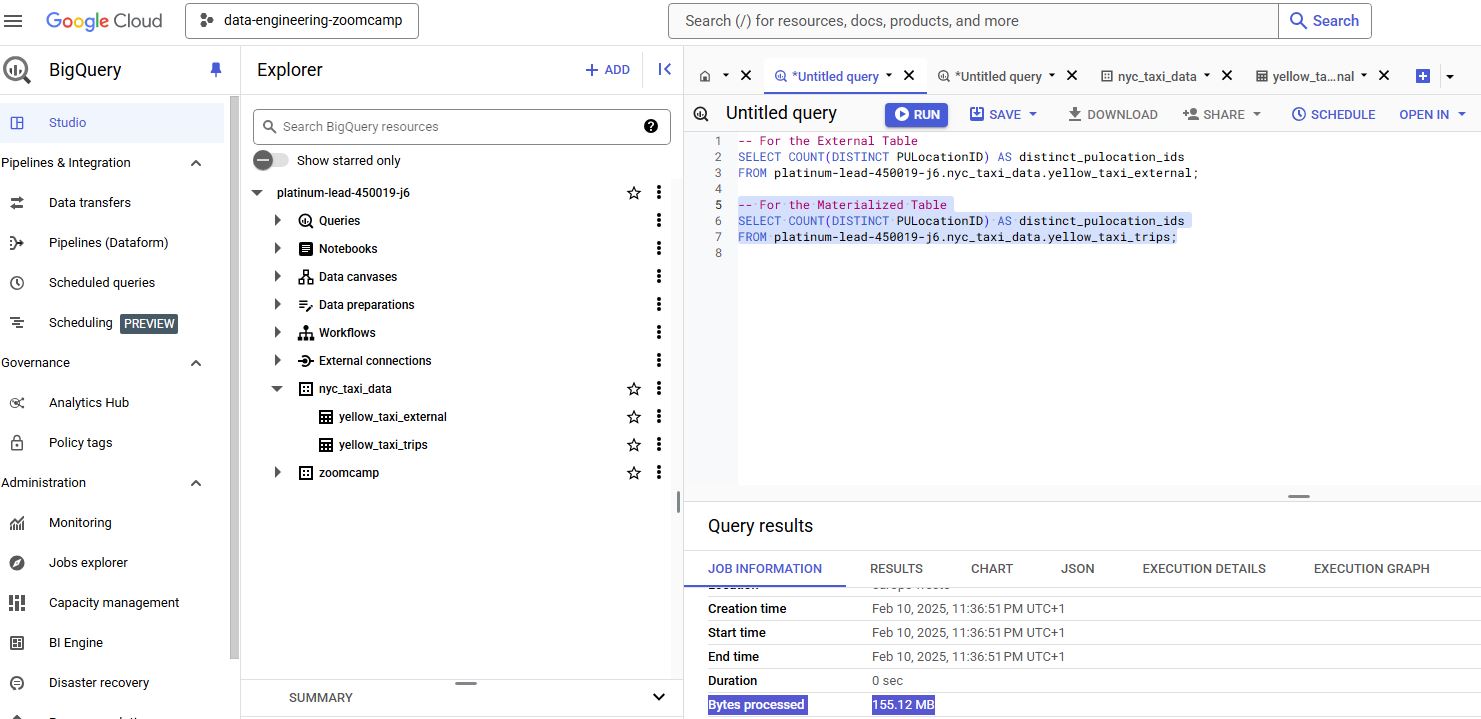 Google Cloud
data-engineering-zoomcamp
Search (/) for resources, docs, products, and more
Search
BigQuery
Studio
Pipelines & Integration
Data transfers
Pipelines (Dataform)
Scheduled queries
Scheduling PREVIEW
Governance
Analytics Hub
Policy tags
Administration
Monitoring
Jobs explorer
Capacity management
BI Engine
Disaster recovery
Explorer
+ ADD
Search BigQuery resources
Show starred only
platinum-lead-450019-j6
Queries
Notebooks
Data canvases
Data preparations
Workflows
External connections
nyc_taxi_data
yellow_taxi_external
yellow_taxi_trips
zoomcamp
SUMMARY
*Untitled query
*Untitled query
nyc_taxi_data
yellow_ta...nal
Untitled query
RUN
SAVE
DOWNLOAD
SHARE
SCHEDULE
OPEN IN
1 -- For the External Table
2 SELECT COUNT(DISTINCT PULocationID) AS distinct_pulocation_ids
3 FROM platinum-lead-450019-j6.nyc_taxi_data.yellow_taxi_external;
4
5 -- For the Materialized Table
6 SELECT COUNT(DISTINCT PULocationID) AS distinct_pulocation_ids
7 FROM platinum-lead-450019-j6.nyc_taxi_data.yellow_taxi_trips;
8
Query results
JOB INFORMATION
RESULTS
CHART
JSON
EXECUTION DETAILS
EXECUTION GRAPH
Creation time Feb 10, 2025, 11:36:51 PM UTC+1
Start time Feb 10, 2025, 11:36:51 PM UTC+1
End time Feb 10, 2025, 11:36:51 PM UTC+1
Duration 0 sec
Bytes processed 155.12 MB